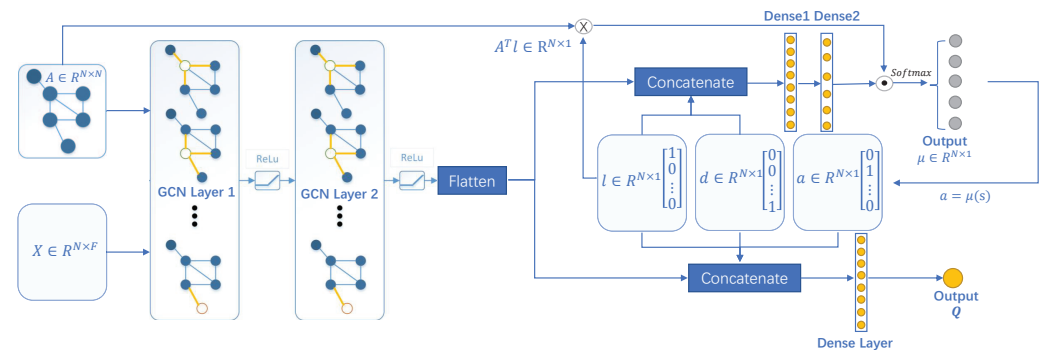 Dense1 Dense2
A ∈ R^{N×N}
A^T l ∈ R^{N×1}
Softmax
Concatenate
Output
μ ∈ R^{N×1}
ReLu
ReLu
GCN Layer 1
GCN Layer 2
Flatten
l ∈ R^{N×1} [1 0 ⋮ 0]
d ∈ R^{N×1} [0 0 ⋮ 1]
a ∈ R^{N×1} [0 1 ⋮ 0]
a = μ(s)
X ∈ R^{N×F}
Concatenate
Output
Q
Dense Layer